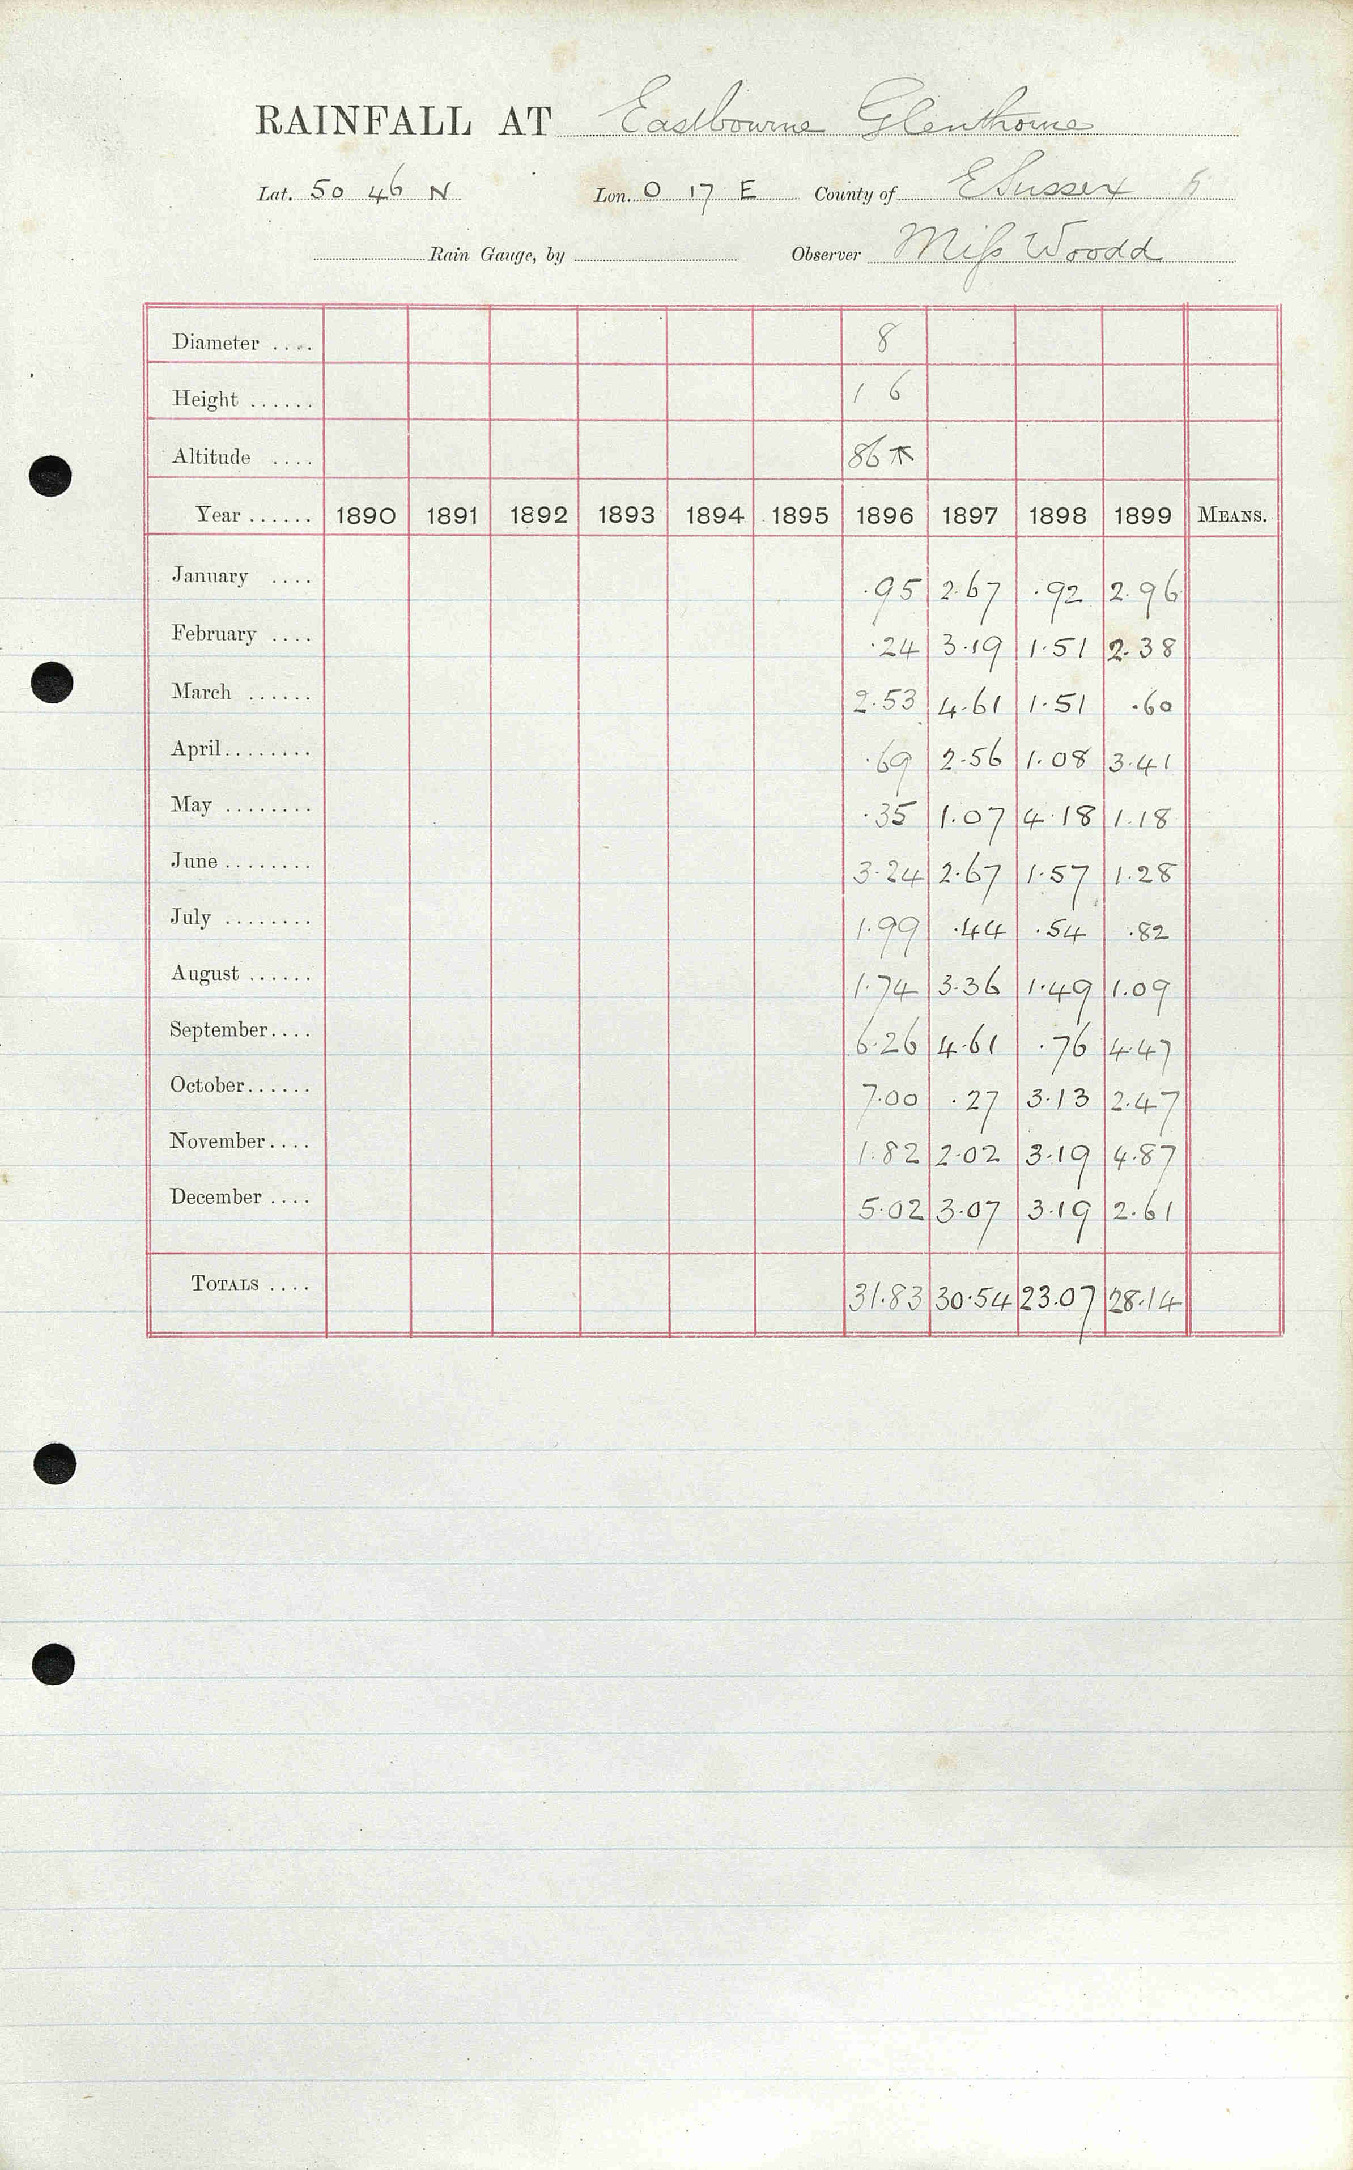 RAINFALL AT Eastbourne Glenthorne
Lat. 50 46 N Lon. 0 17 E County of E Sussex
Rain Gauge, by Observer Miss Woodd
Diameter .... 8
Height ...... 1 6
Altitude .... 86
Year ...... 1890 1891 1892 1893 1894 1895 1896 1897 1898 1899 MEANS.
January .... .95 2.67 .92 2.96
February .... .24 3.19 1.51 2.38
March ...... 2.53 4.61 1.51 .60
April........ .69 2.56 1.08 3.41
May ........ .35 1.07 4.18 1.18
June ........ 3.24 2.67 1.57 1.28
July ........ 1.99 .44 .54 .82
August ...... 1.74 3.36 1.49 1.09
September.... 6.26 4.61 .76 4.47
October...... 7.00 .27 3.13 2.47
November.... 1.82 2.02 3.19 4.87
December .... 5.02 3.07 3.19 2.61
TOTALS .... 31.83 30.54 23.07 28.14